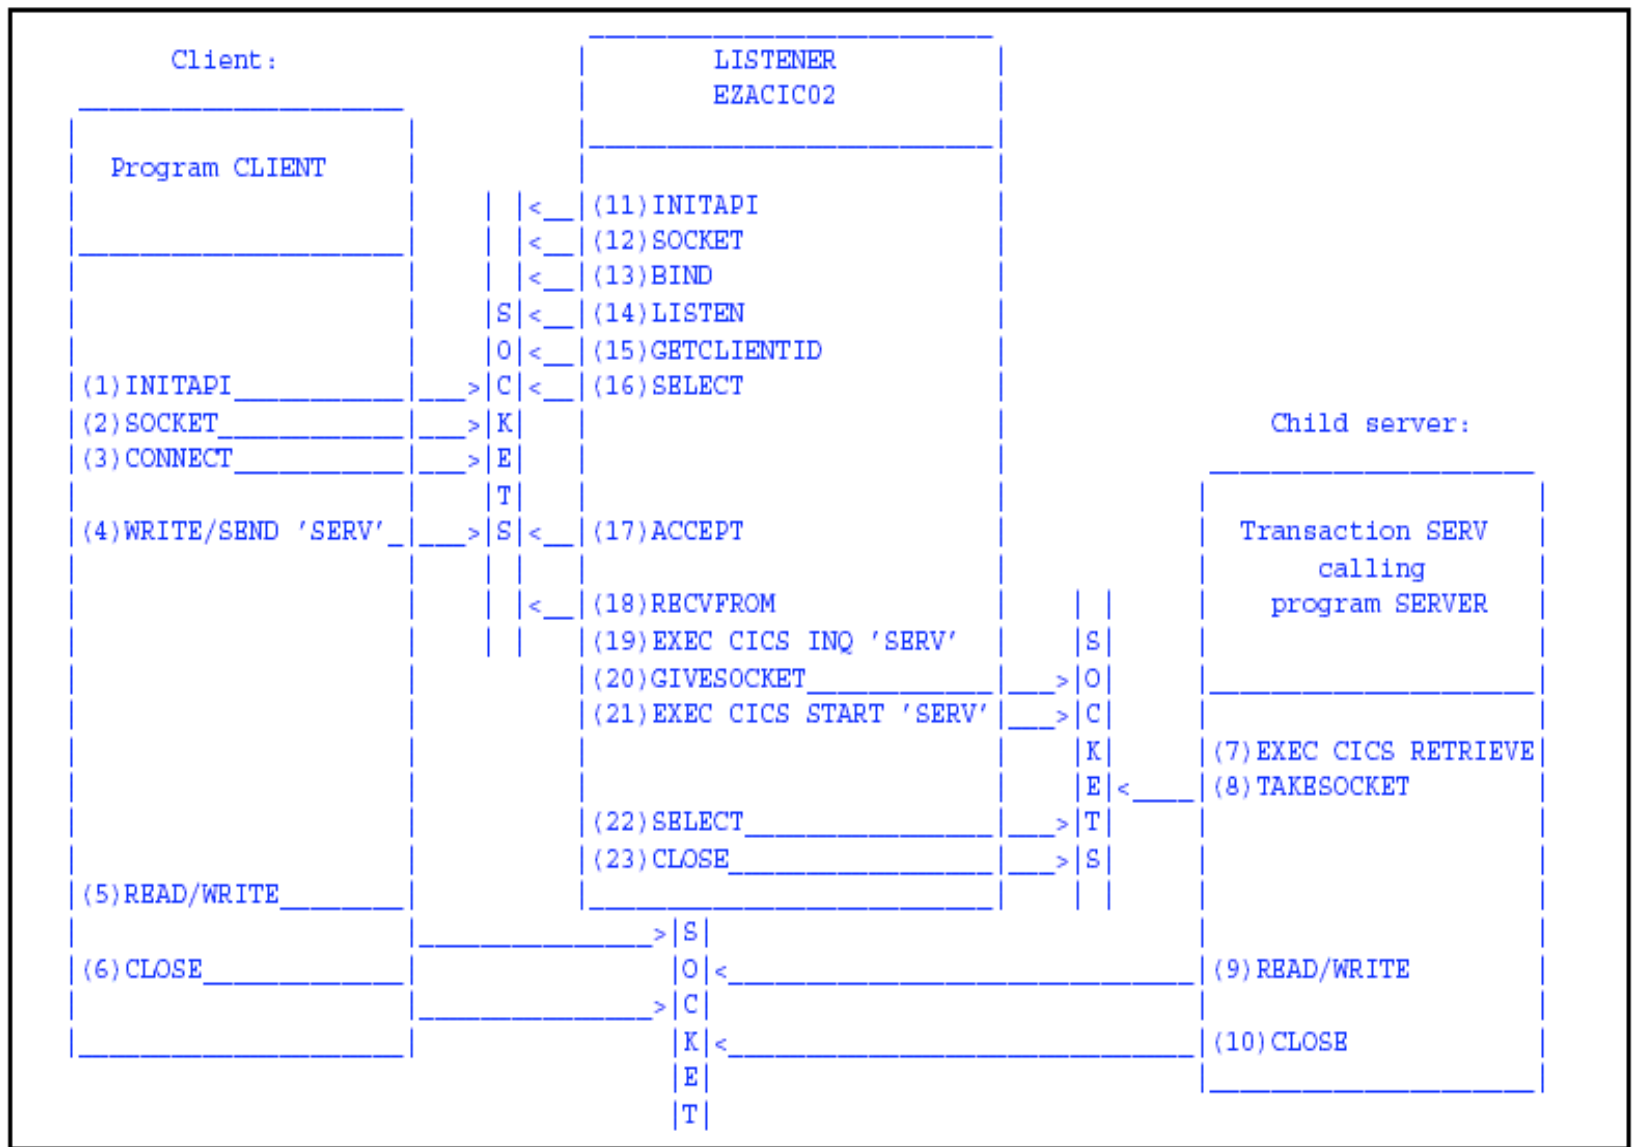 Client:
LISTENER
EZACIC02
Program CLIENT
(11)INITAPI
(12)SOCKET
(13)BIND
(14)LISTEN
(15)GETCLIENTID
(16)SELECT
(17)ACCEPT
(18)RECVFROM
(19)EXEC CICS INQ 'SERV'
(20)GIVESOCKET
(21)EXEC CICS START 'SERV'
(22)SELECT
(23)CLOSE
SOCKETS
(1)INITAPI
(2)SOCKET
(3)CONNECT
(4)WRITE/SEND 'SERV'
(5)READ/WRITE
(6)CLOSE
Child server:
Transaction SERV
calling
program SERVER
SOCKETS
(7)EXEC CICS RETRIEVE
(8)TAKESOCKET
(9)READ/WRITE
(10)CLOSE
SOCKET